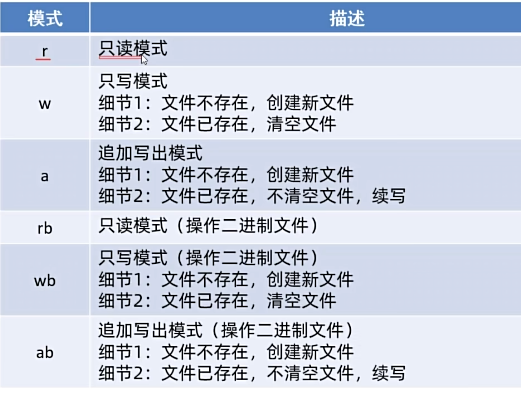 模式 描述
r 只读模式
只写模式
w 细节1：文件不存在，创建新文件
细节2：文件已存在，清空文件
追加写出模式
a 细节1：文件不存在，创建新文件
细节2：文件已存在，不清空文件，续写
rb 只读模式（操作二进制文件）
只写模式（操作二进制文件）
wb 细节1：文件不存在，创建新文件
细节2：文件已存在，清空文件
追加写出模式（操作二进制文件）
ab 细节1：文件不存在，创建新文件
细节2：文件已存在，不清空文件，续写